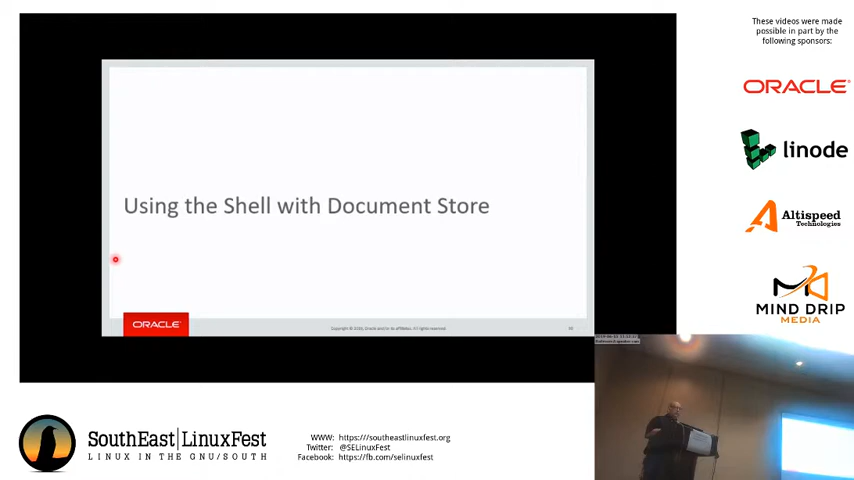 These videos were made
possible in part by the
following sponsors:
ORACLE
linode
Altispeed
Technologies
MIND DRIP
MEDIA
Using the Shell with Document Store
ORACLE
SouthEast|LinuxFest
LINUX IN THE GNU/SOUTH
WWW: https:///southeastlinuxfest.org
Twitter: @SELinuxFest
Facebook: https://fb.com/selinuxfest